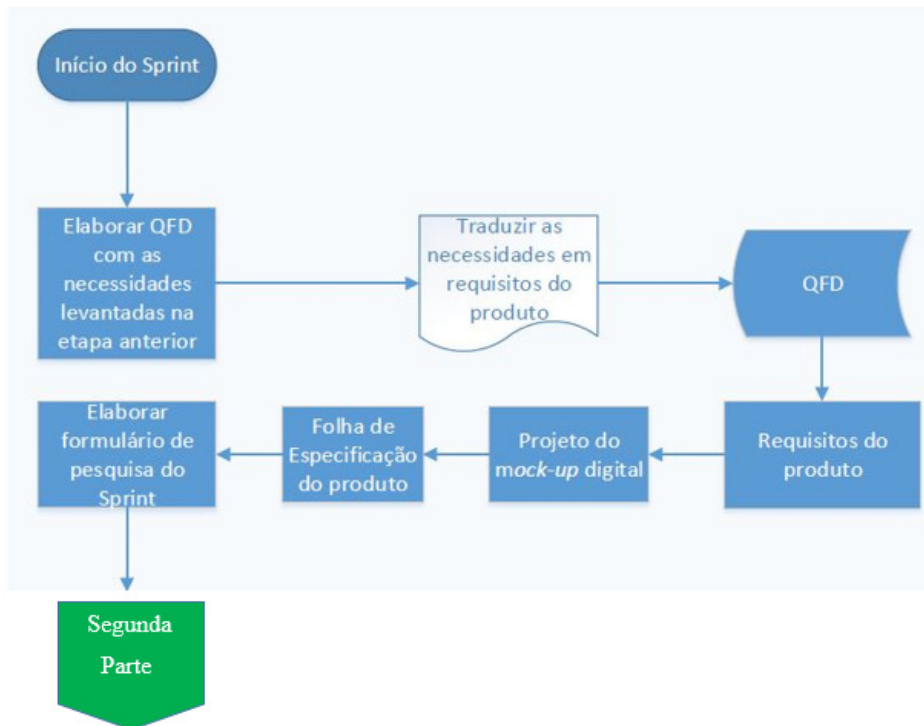 Início do Sprint
Elaborar QFD
com as
necessidades
levantadas na
etapa anterior
Traduzir as
necessidades em
requisitos do
produto
QFD
Requisitos do
produto
Projeto do
mock-up digital
Folha de
Especificação
do produto
Elaborar
formulário de
pesquisa do
Sprint
Segunda
Parte